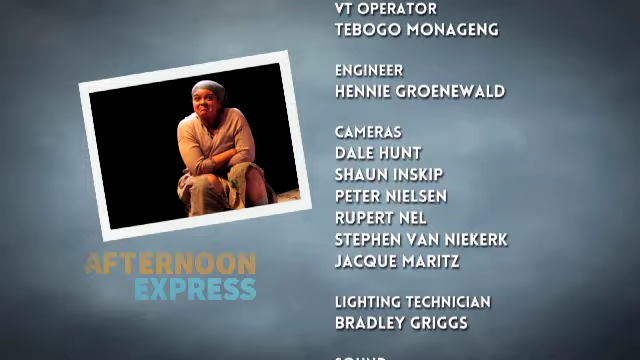 VT OPERATOR
TEBOGO MONAGENG
ENGINEER
HENNIE GROENEWALD
CAMERAS
DALE HUNT
SHAUN INSKIP
PETER NIELSEN
RUPERT NEL
STEPHEN VAN NIEKERK
JACQUE MARITZ
LIGHTING TECHNICIAN
BRADLEY GRIGGS
SOUND
AFTERNOON
EXPRESS